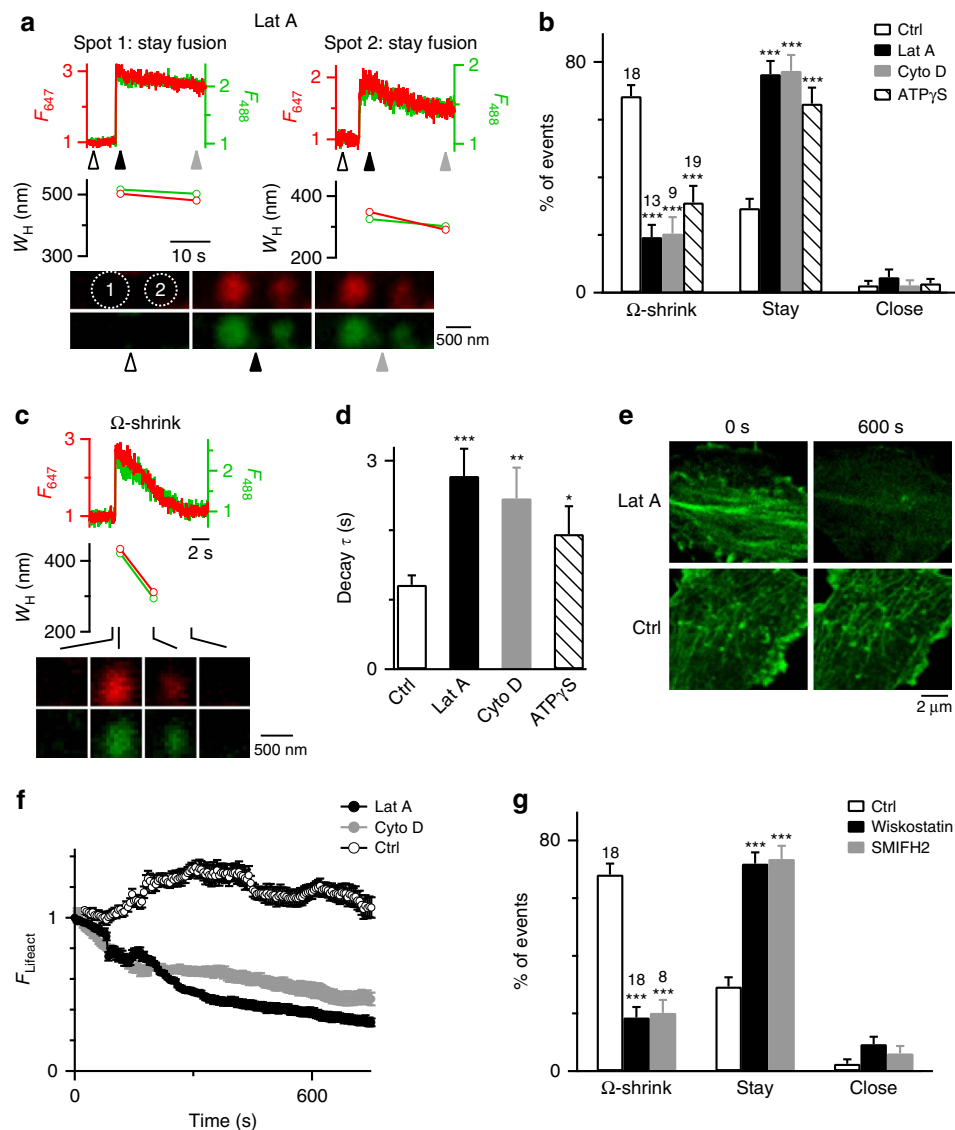 a
Lat A
Spot 1: stay fusion
Spot 2: stay fusion
3
1
F647
2
1
F488
2
1
F647
2
1
F488
500
300
WH (nm)
10 s
400
200
WH (nm)
1
2
500 nm
b
Ctrl
Lat A
Cyto D
ATPγS
80
0
% of events
18
13
***
9
***
19
***
***
***
***
Ω-shrink
Stay
Close
c
Ω-shrink
3
1
F647
2
1
F488
2 s
400
200
WH (nm)
500 nm
d
3
0
Decay τ (s)
***
**
*
Ctrl
Lat A
Cyto D
ATPγS
e
0 s
600 s
Lat A
Ctrl
2 μm
f
Lat A
Cyto D
Ctrl
1
0
FLifeact
0
600
Time (s)
g
Ctrl
Wiskostatin
SMIFH2
80
0
% of events
18
18
***
8
***
***
***
Ω-shrink
Stay
Close